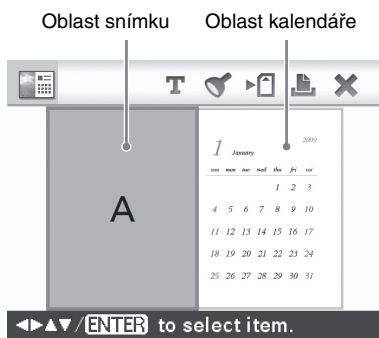 Oblast snímku Oblast kalendáře
T
A
1 January 2009
sun mon tue wed thu fri sat
1 2 3
4 5 6 7 8 9 10
11 12 13 14 15 16 17
18 19 20 21 22 23 24
25 26 27 28 29 30 31
◀▶▲▼/ENTER to select item.